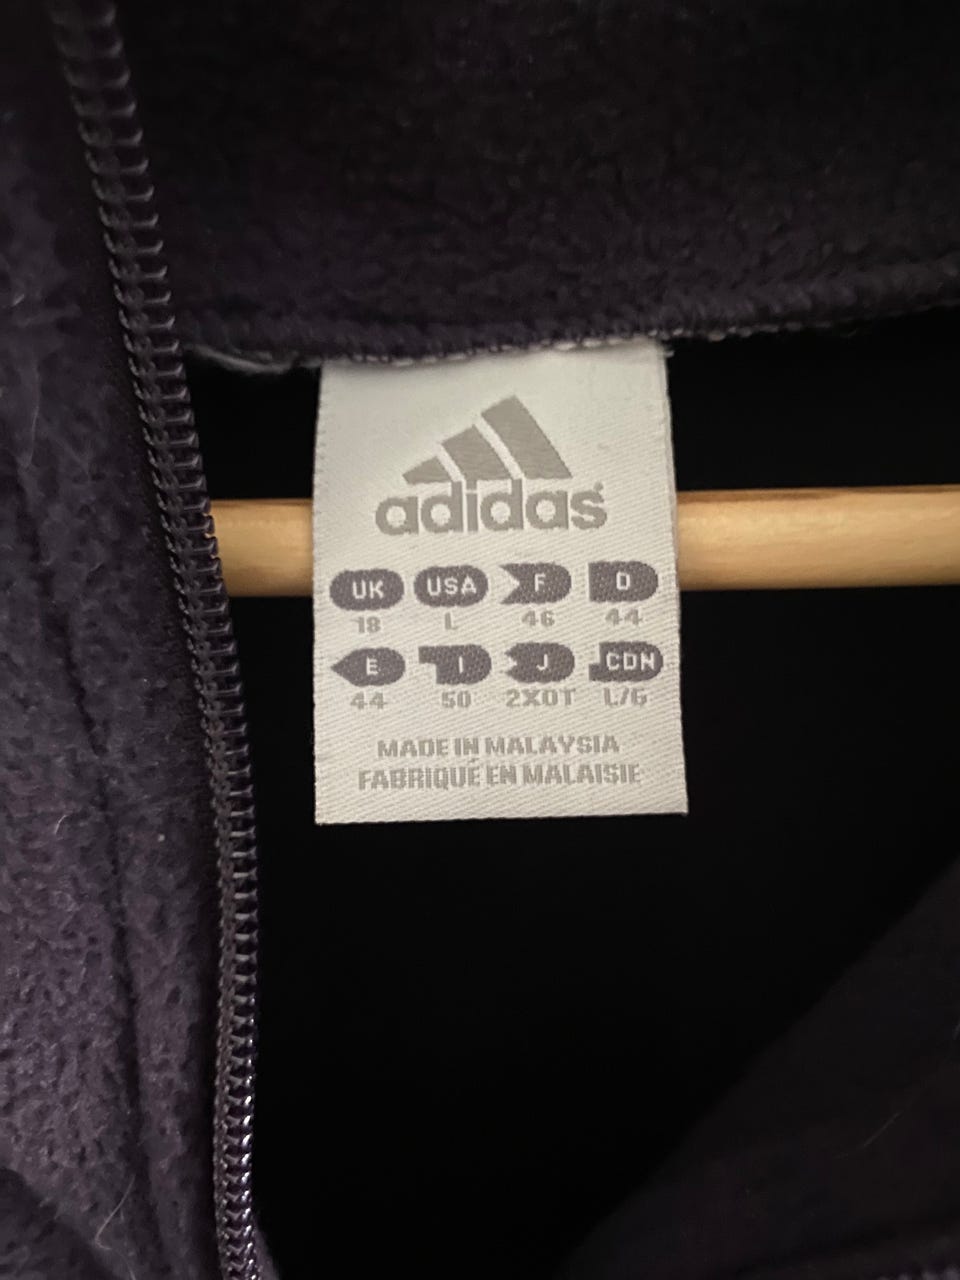 adidas
UK USA F D
18 L 46 44
E I J CDN
44 50 2XOT L/G
MADE IN MALAYSIA
FABRIQUÉ EN MALAISIE